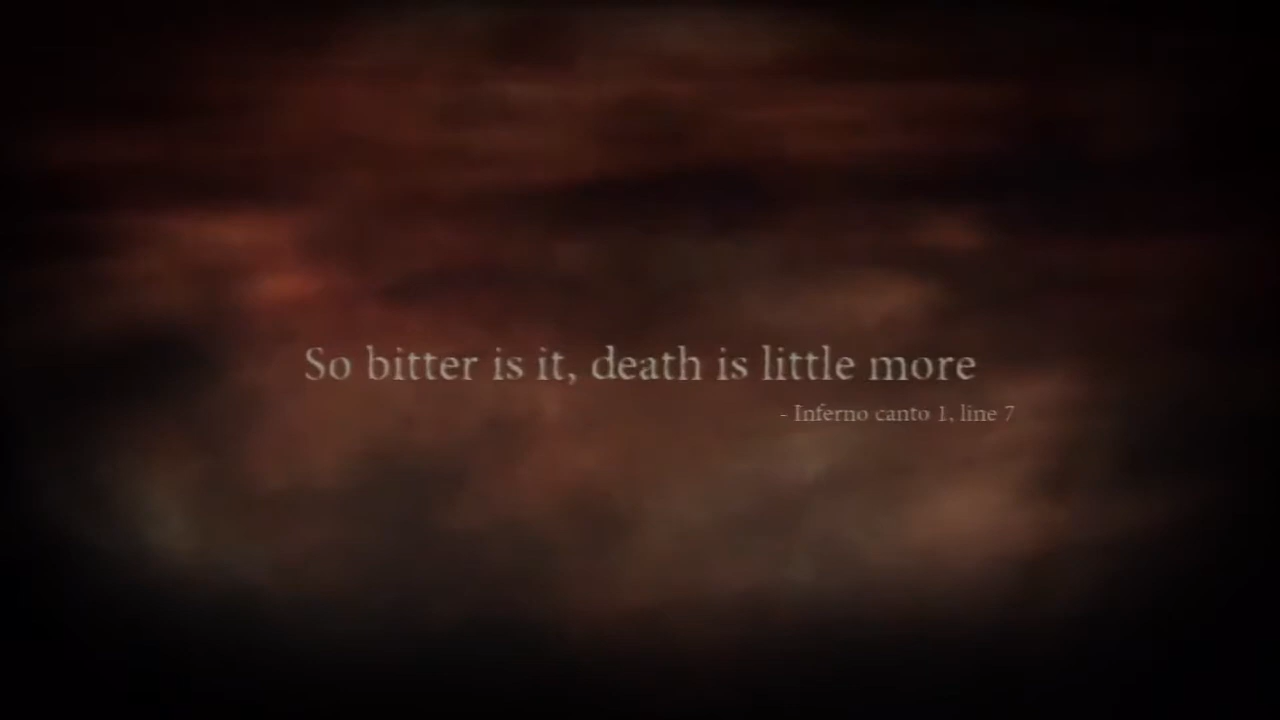 So bitter is it, death is little more
- Inferno canto 1, line 7